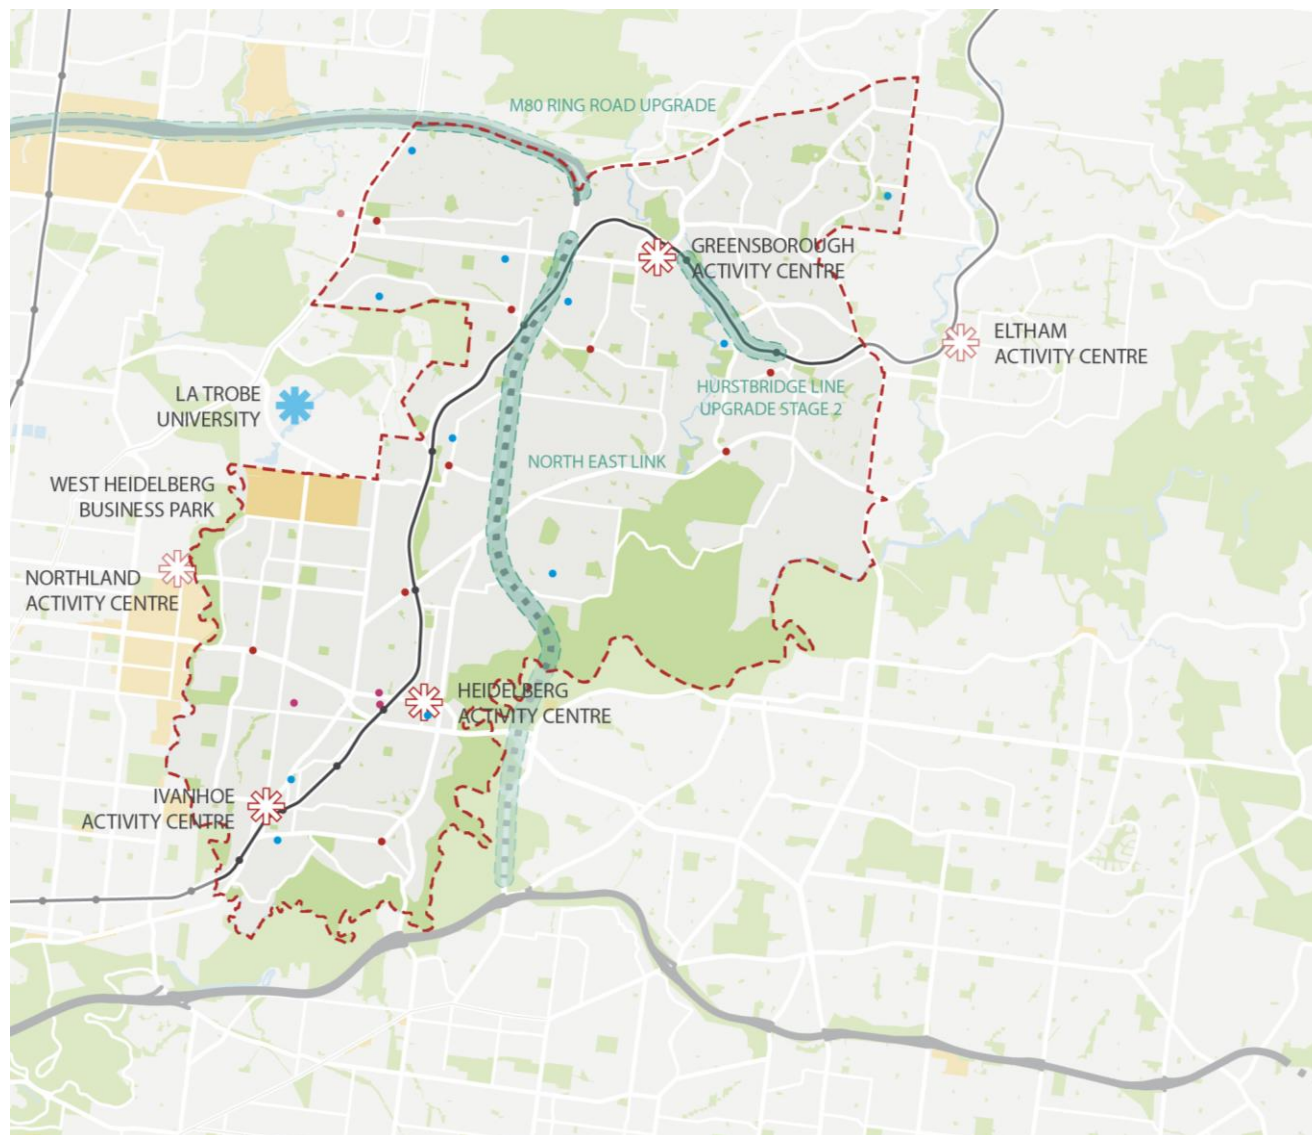 M80 RING ROAD UPGRADE
GREENSBOROUGH
ACTIVITY CENTRE
ELTHAM
ACTIVITY CENTRE
HURSTBRIDGE LINE
UPGRADE STAGE 2
LA TROBE
UNIVERSITY
NORTH EAST LINK
WEST HEIDELBERG
BUSINESS PARK
NORTHLAND
ACTIVITY CENTRE
HEIDELBERG
ACTIVITY CENTRE
IVANHOE
ACTIVITY CENTRE